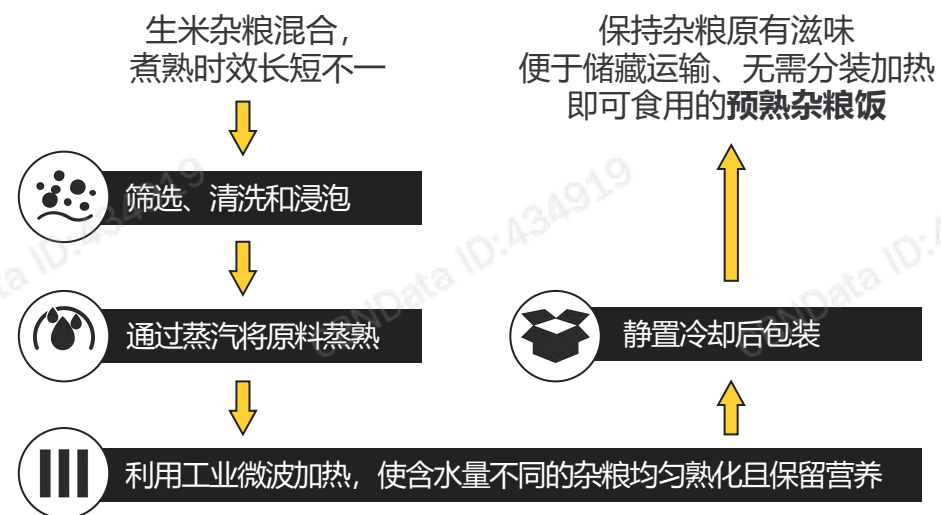 生米杂粮混合，
煮熟时效长短不一
筛选、清洗和浸泡
通过蒸汽将原料蒸熟
利用工业微波加热，使含水量不同的杂粮均匀熟化且保留营养
静置冷却后包装
保持杂粮原有滋味
便于储藏运输、无需分装加热
即可食用的预熟杂粮饭
CBNData ID:434919